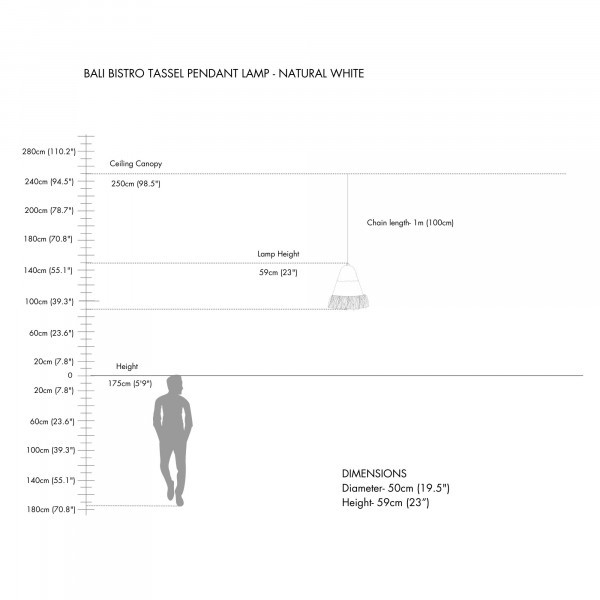 BALI BISTRO TASSEL PENDANT LAMP - NATURAL WHITE
280cm (110.2")
Ceiling Canopy
240cm (94.5")
250cm (98.5")
200cm (78.7")
Chain length- 1m (100cm)
180cm (70.8")
Lamp Height
140cm (55.1")
59cm (23")
100cm (39.3")
60cm (23.6")
20cm (7.8")
Height
0
175cm (5'9")
20cm (7.8")
60cm (23.6")
100cm (39.3")
140cm (55.1")
180cm (70.8")
DIMENSIONS
Diameter- 50cm (19.5")
Height- 59cm (23”)